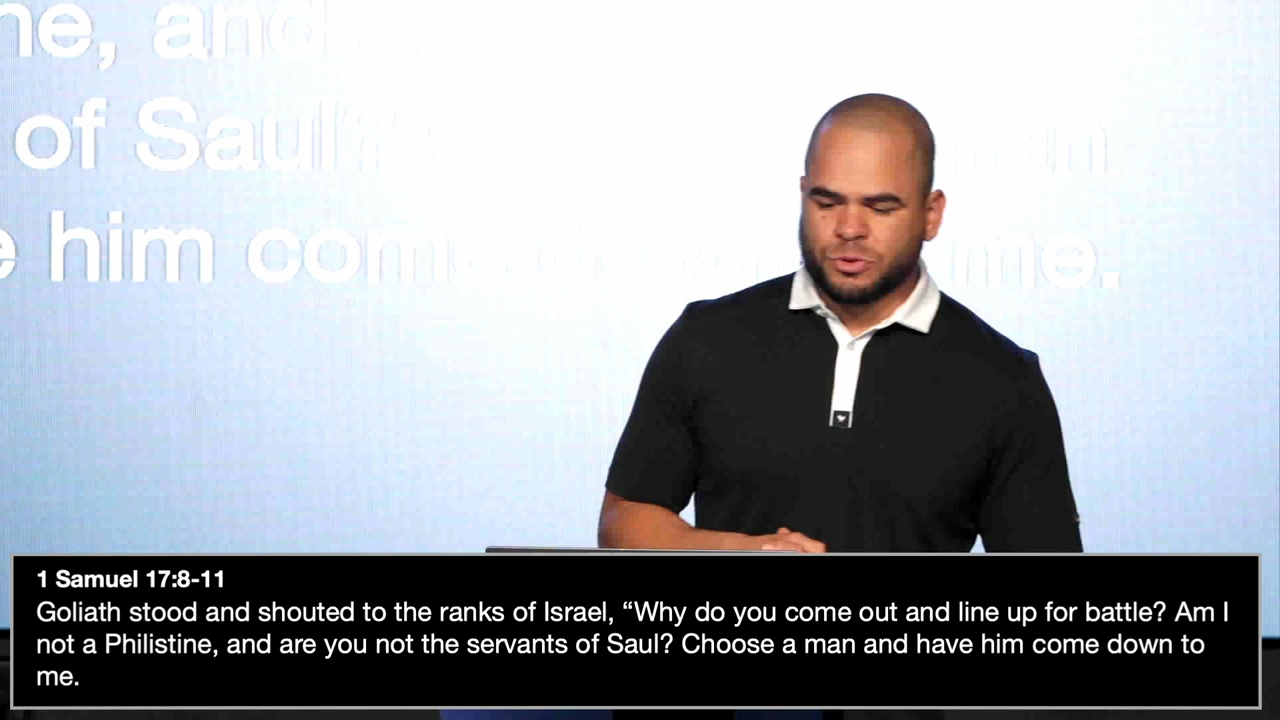 ne, and
of Saul?
him come me.
1 Samuel 17:8-11
Goliath stood and shouted to the ranks of Israel, “Why do you come out and line up for battle? Am I
not a Philistine, and are you not the servants of Saul? Choose a man and have him come down to
me.